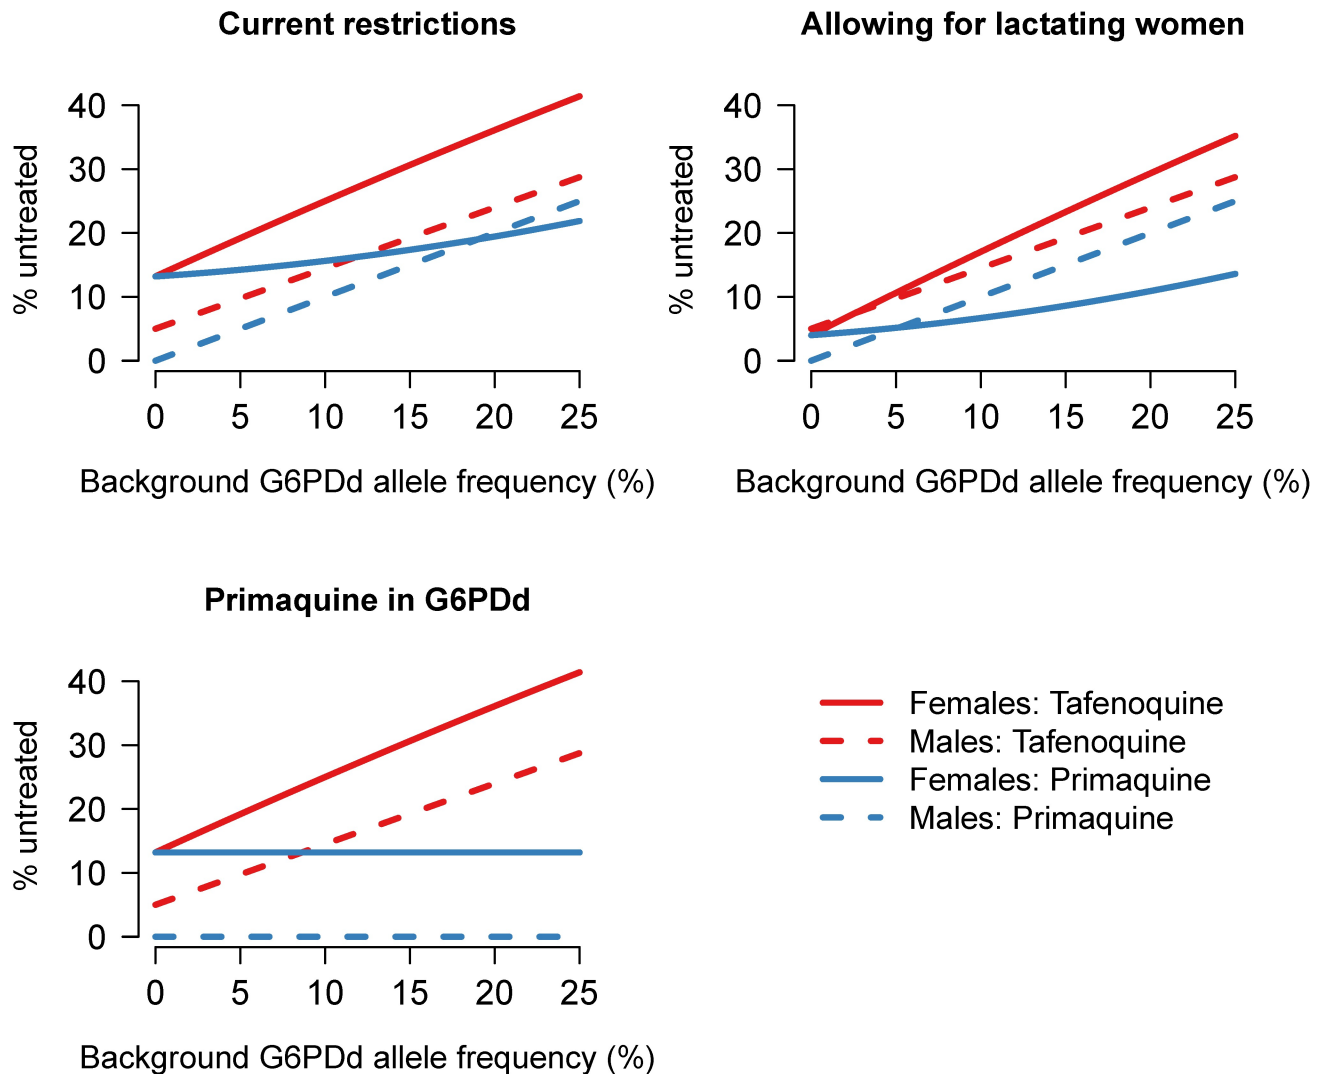 Current restrictions
% untreated
40
30
20
10
0
0 5 10 15 20 25
Background G6PDd allele frequency (%)
Allowing for lactating women
% untreated
40
30
20
10
0
0 5 10 15 20 25
Background G6PDd allele frequency (%)
Primaquine in G6PDd
% untreated
40
30
20
10
0
0 5 10 15 20 25
Background G6PDd allele frequency (%)
Females: Tafenoquine
Males: Tafenoquine
Females: Primaquine
Males: Primaquine